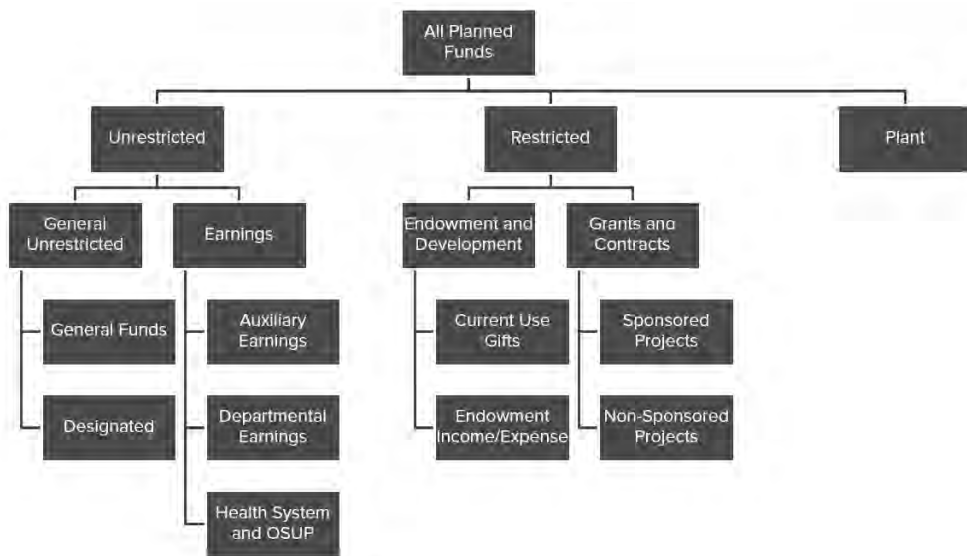 All Planned
Funds
Unrestricted
Restricted
Plant
General
Unrestricted
Earnings
Endowment and
Development
Grants and
Contracts
General Funds
Auxiliary
Earnings
Current Use
Gifts
Sponsored
Projects
Designated
Departmental
Earnings
Endowment
Income/Expense
Non-Sponsored
Projects
Health System
and OSUP